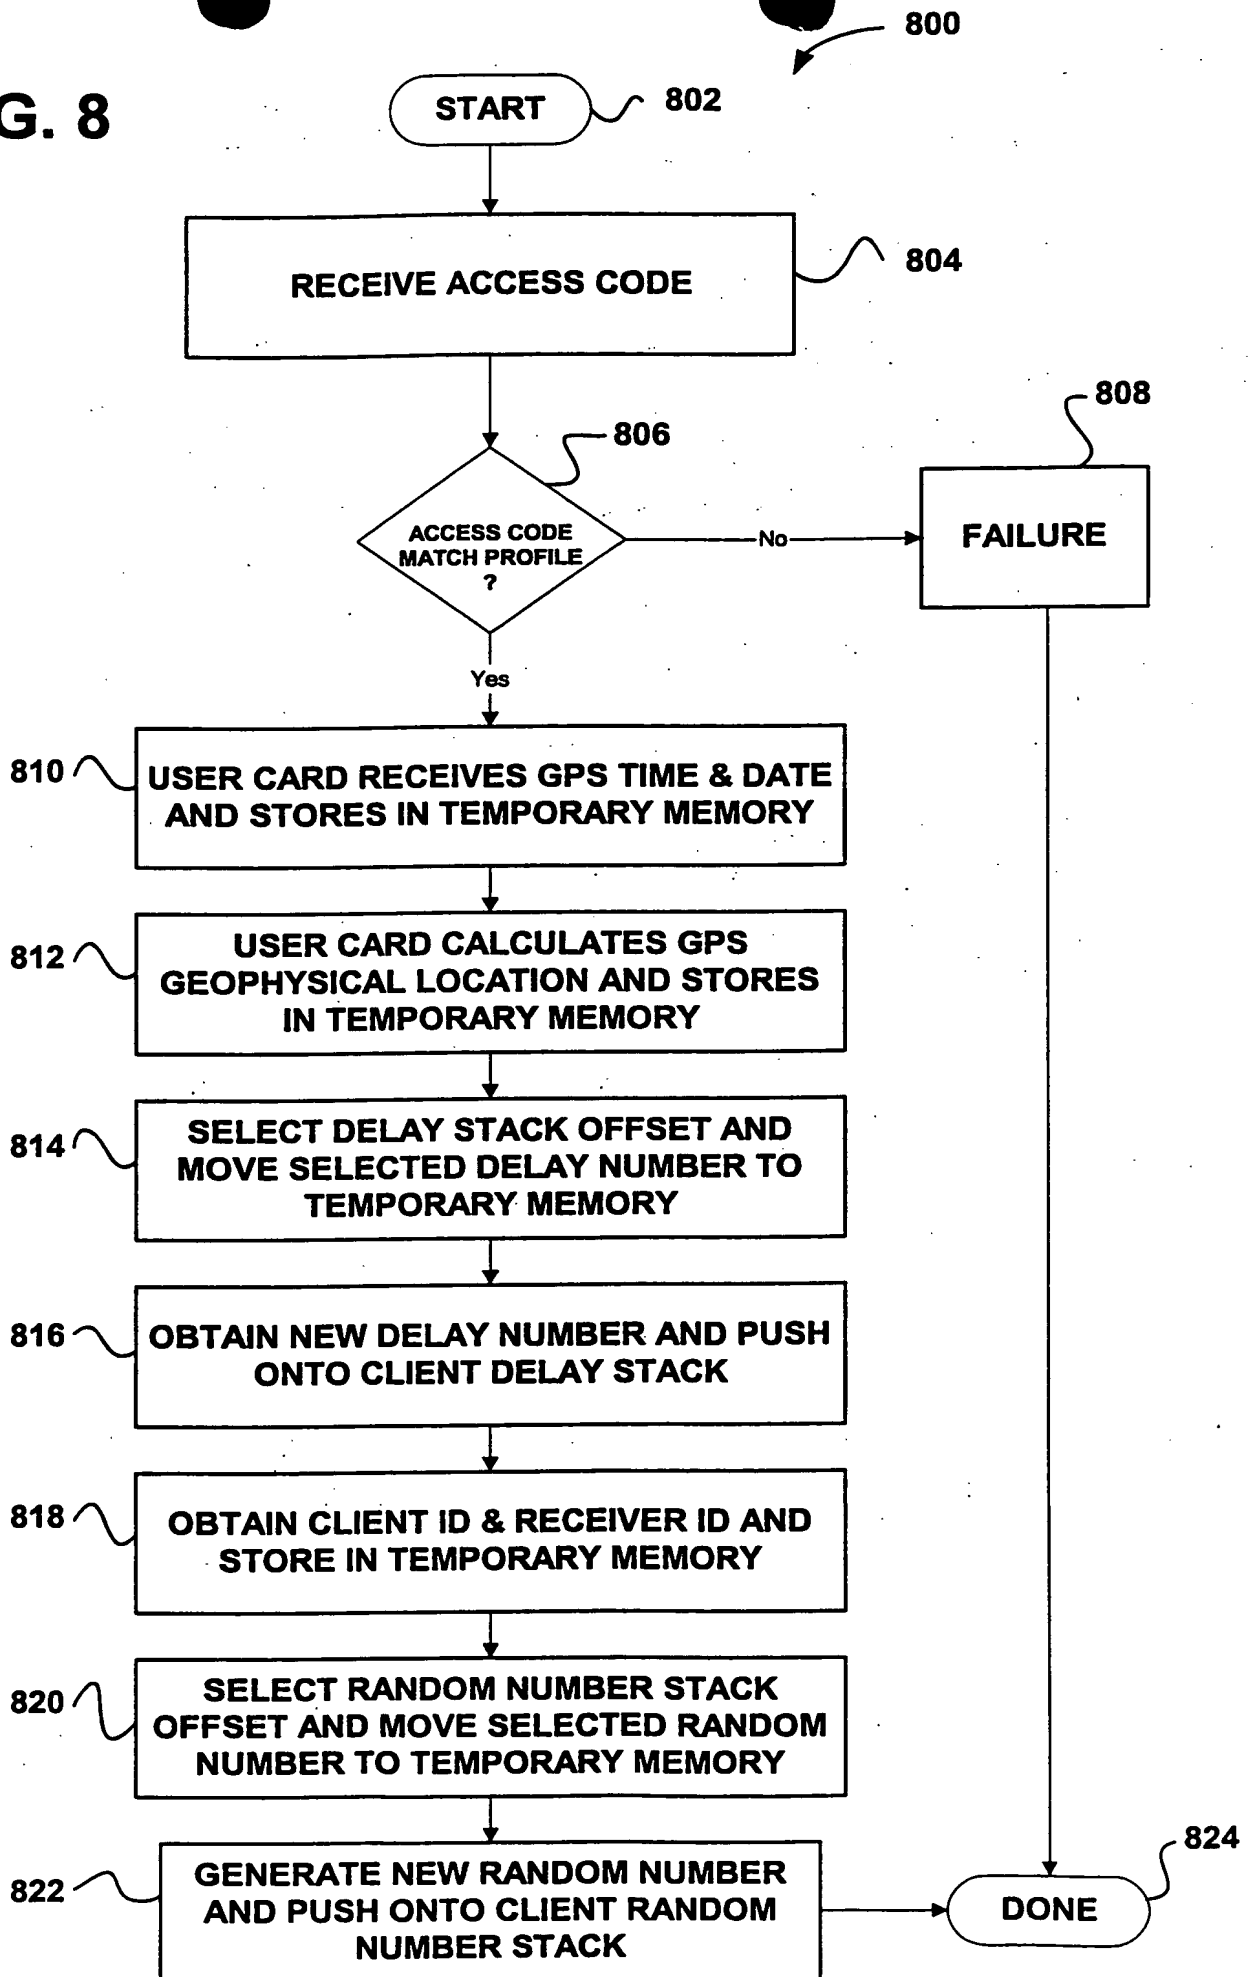 800
G. 8
START
802
RECEIVE ACCESS CODE
804
808
806
ACCESS CODE
MATCH PROFILE
?
No
FAILURE
Yes
810
USER CARD RECEIVES GPS TIME & DATE
AND STORES IN TEMPORARY MEMORY
812
USER CARD CALCULATES GPS
GEOPHYSICAL LOCATION AND STORES
IN TEMPORARY MEMORY
814
SELECT DELAY STACK OFFSET AND
MOVE SELECTED DELAY NUMBER TO
TEMPORARY MEMORY
816
OBTAIN NEW DELAY NUMBER AND PUSH
ONTO CLIENT DELAY STACK
818
OBTAIN CLIENT ID & RECEIVER ID AND
STORE IN TEMPORARY MEMORY
820
SELECT RANDOM NUMBER STACK
OFFSET AND MOVE SELECTED RANDOM
NUMBER TO TEMPORARY MEMORY
822
GENERATE NEW RANDOM NUMBER
AND PUSH ONTO CLIENT RANDOM
NUMBER STACK
824
DONE